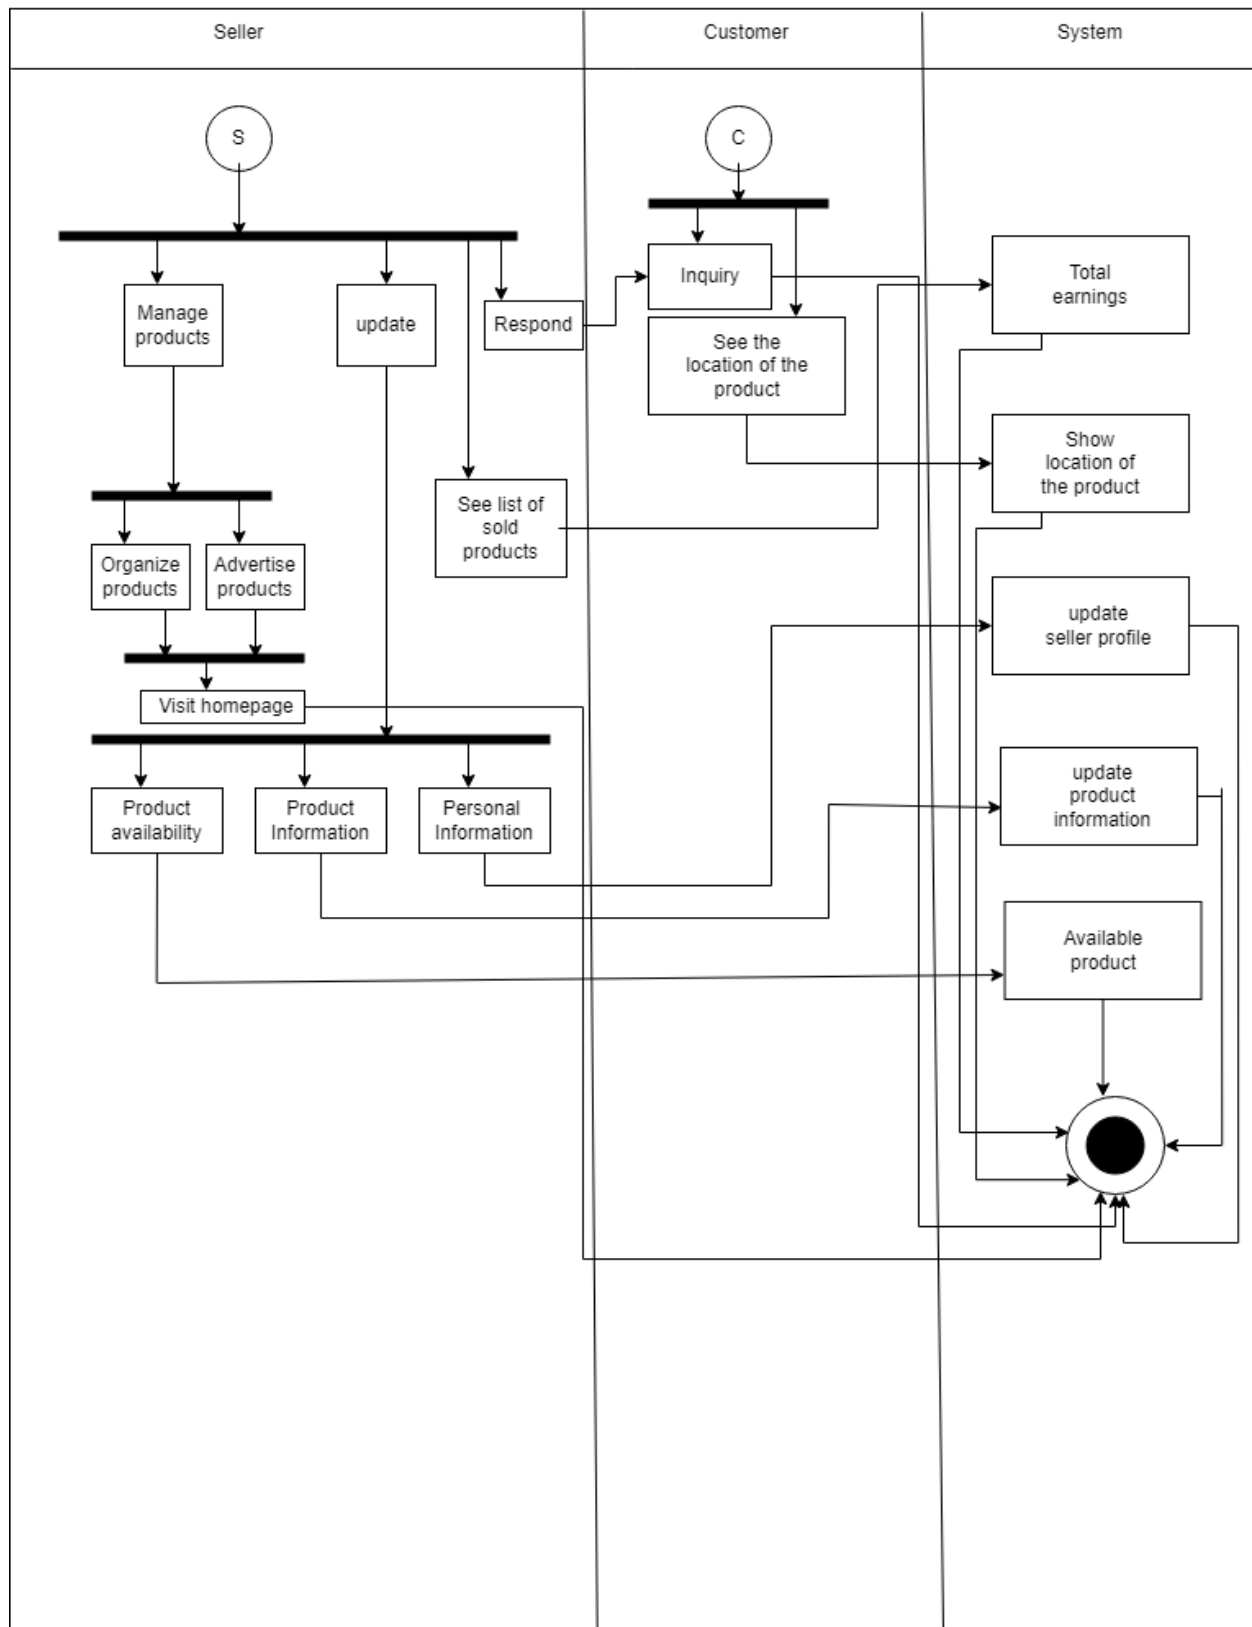 Seller
Customer
System
S
C
Manage
products
update
Respond
Inquiry
See the
location of the
product
Total
earnings
Show
location of
the product
See list of
sold
products
Organize
products
Advertise
products
Visit homepage
update
seller profile
Product
availability
Product
Information
Personal
Information
update
product
information
Available
product